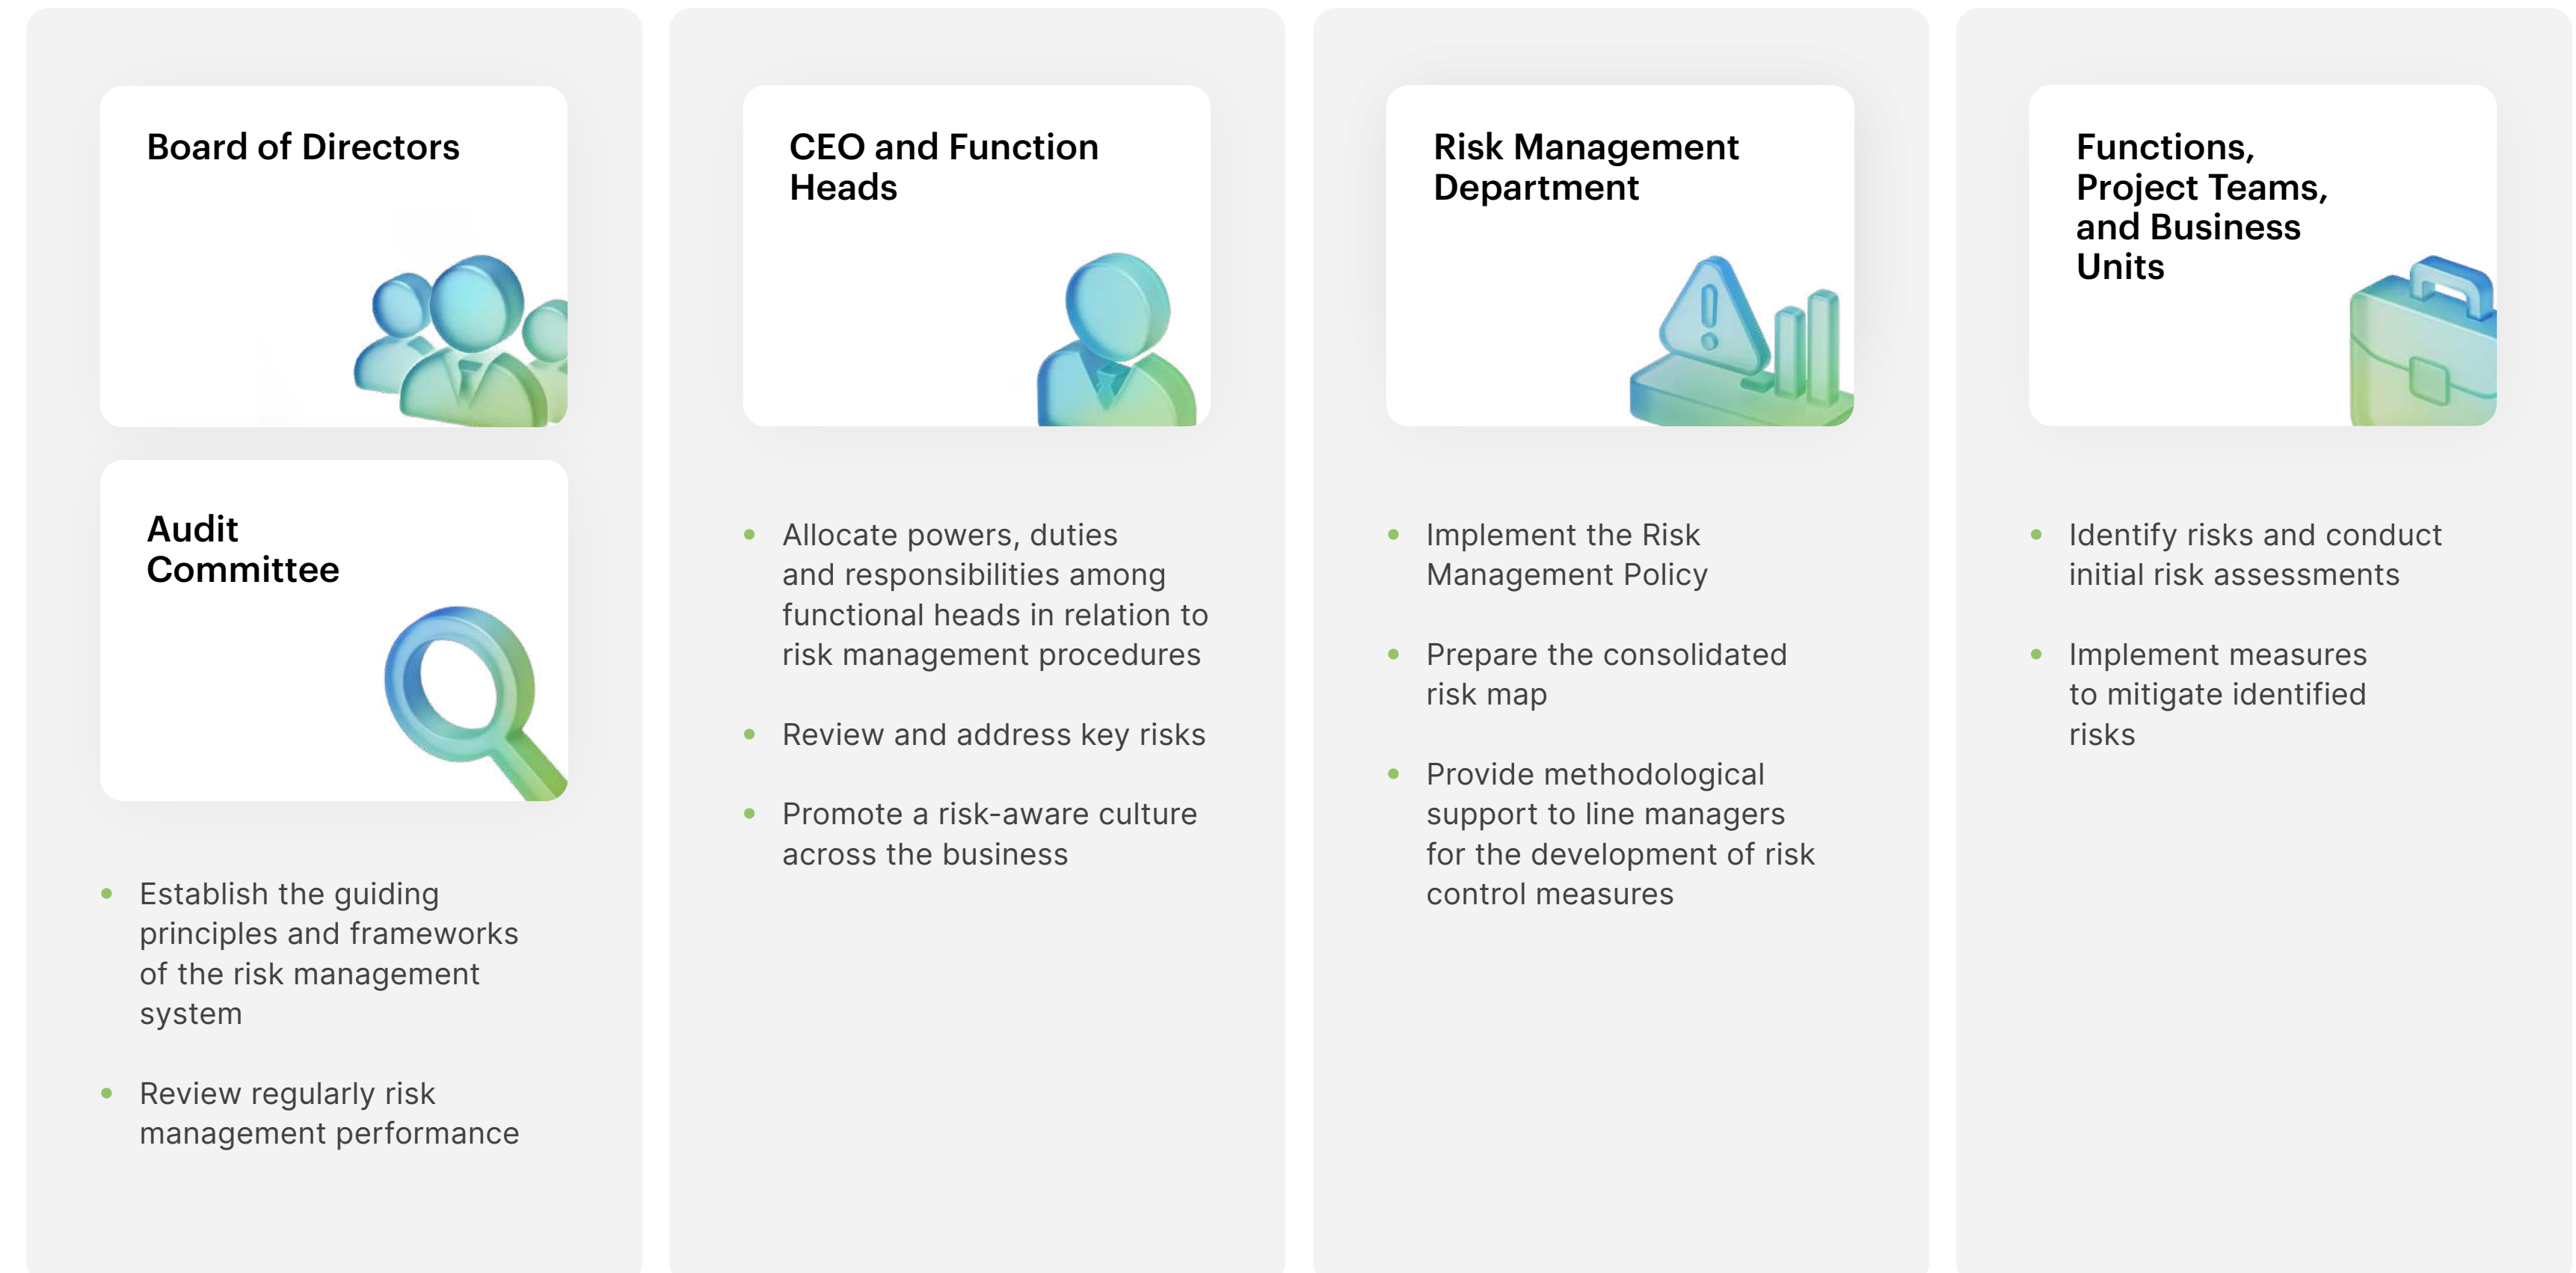 Board of Directors
Audit
Committee
• Establish the guiding
principles and frameworks
of the risk management
system
• Review regularly risk
management performance
CEO and Function
Heads
• Allocate powers, duties
and responsibilities among
functional heads in relation to
risk management procedures
• Review and address key risks
• Promote a risk-aware culture
across the business
Risk Management
Department
• Implement the Risk
Management Policy
• Prepare the consolidated
risk map
• Provide methodological
support to line managers
for the development of risk
control measures
Functions,
Project Teams,
and Business
Units
• Identify risks and conduct
initial risk assessments
• Implement measures
to mitigate identified
risks